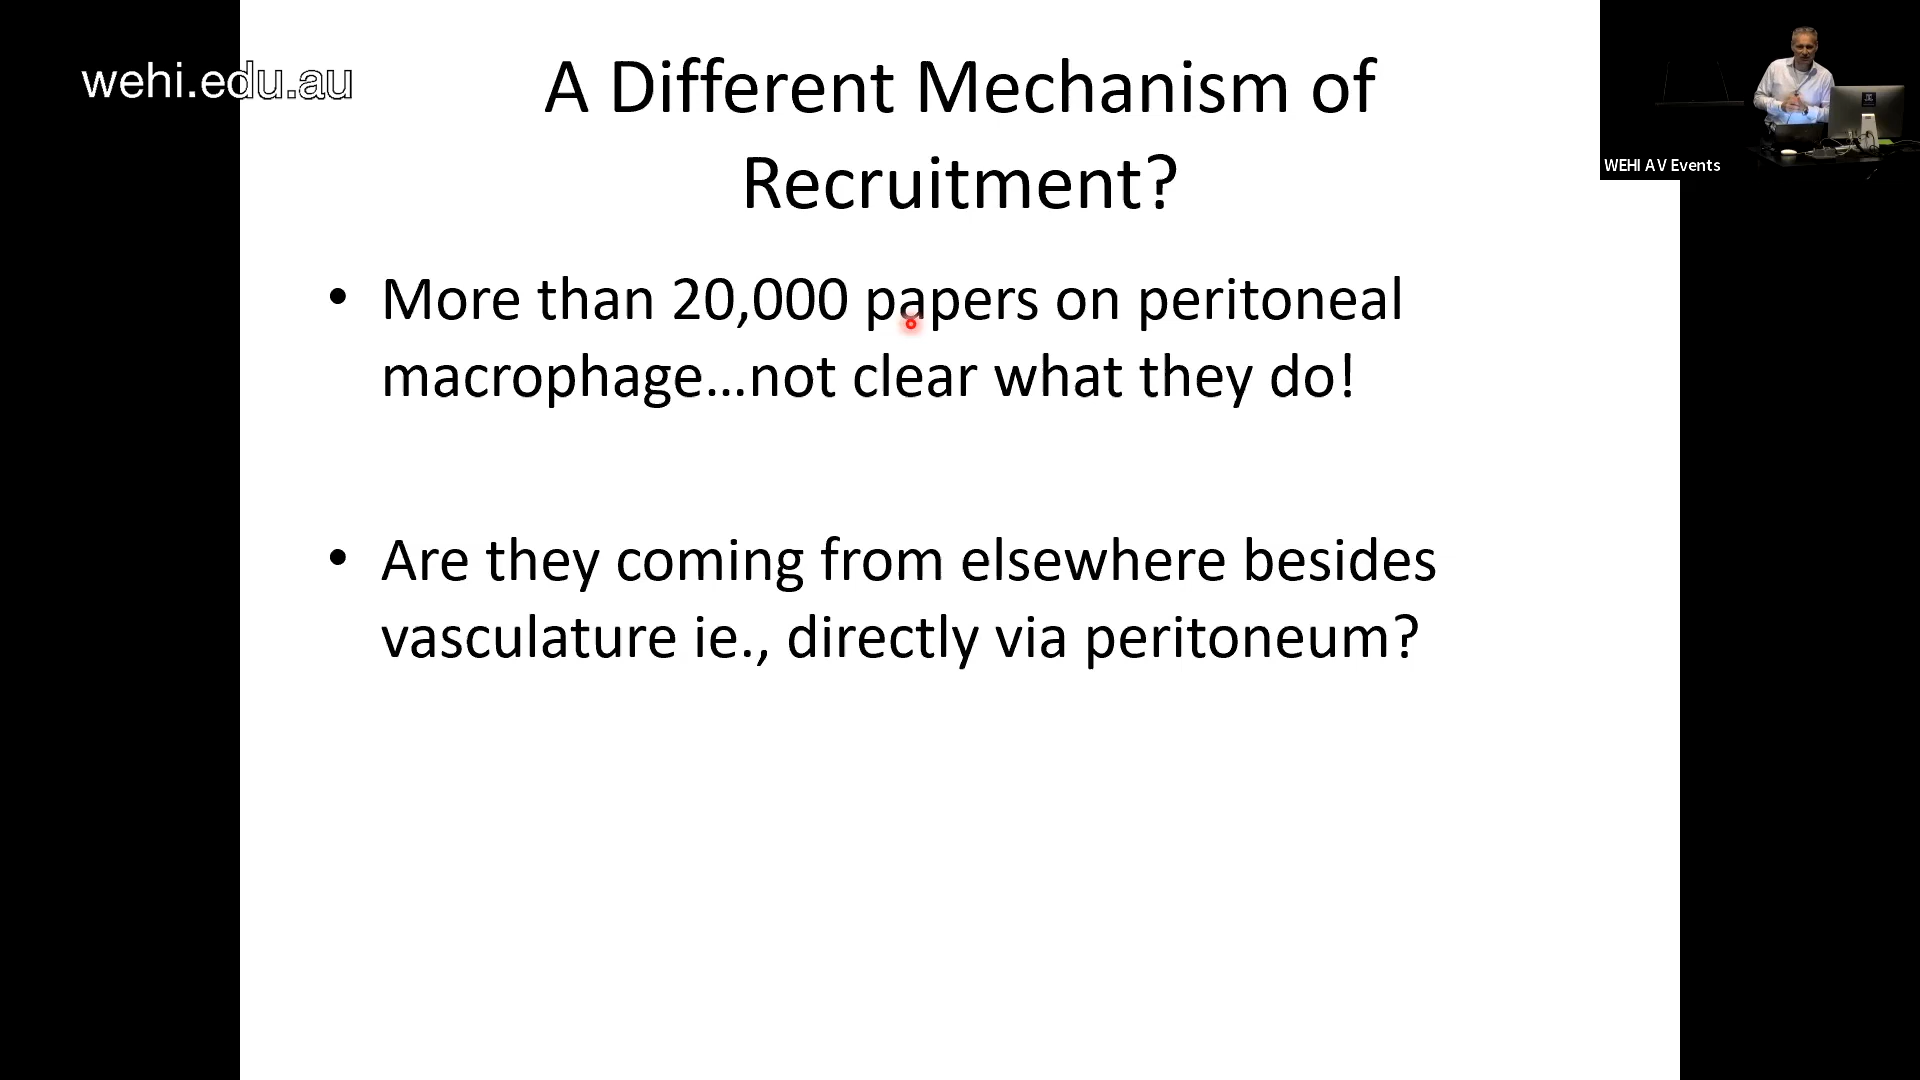 wehi.edu.au
A Different Mechanism of
Recruitment?
• More than 20,000 papers on peritoneal
macrophage…not clear what they do!
• Are they coming from elsewhere besides
vasculature ie., directly via peritoneum?
WEHI AV Events